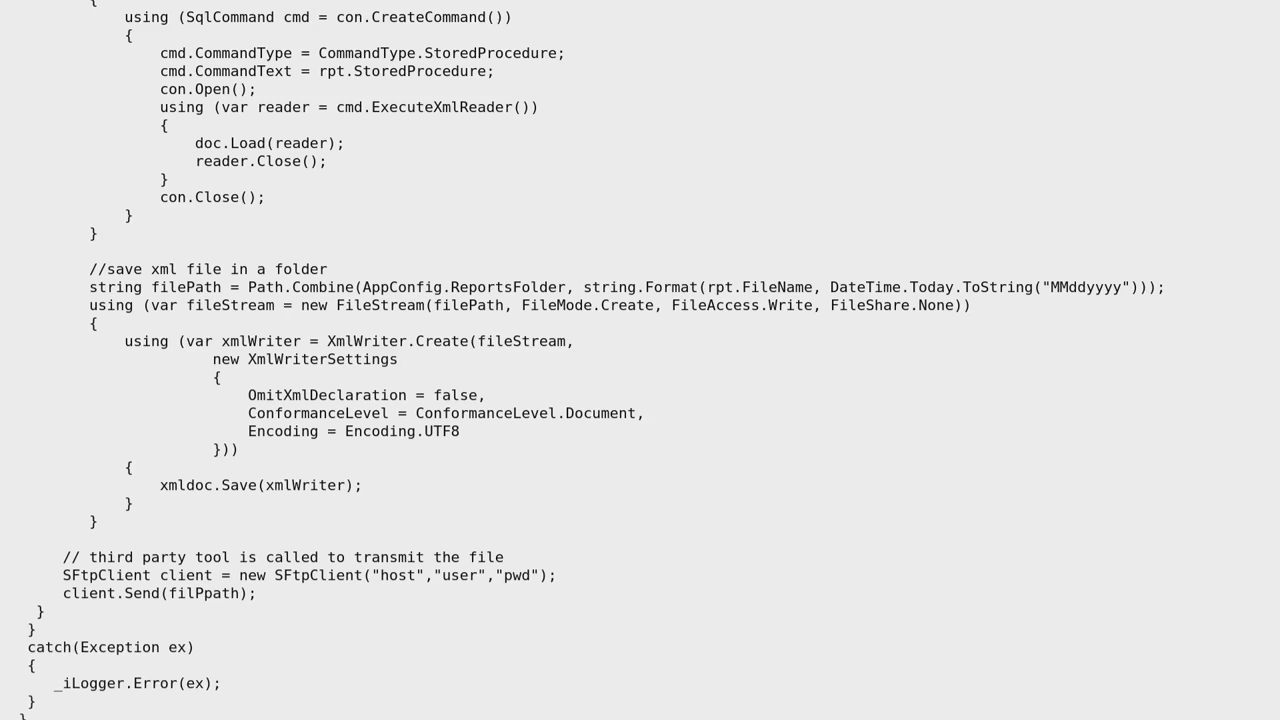 {
using (SqlCommand cmd = con.CreateCommand())
{
cmd.CommandType = CommandType.StoredProcedure;
cmd.CommandText = rpt.StoredProcedure;
con.Open();
using (var reader = cmd.ExecuteXmlReader())
{
doc.Load(reader);
reader.Close();
}
con.Close();
}
}
//save xml file in a folder
string filePath = Path.Combine(AppConfig.ReportsFolder, string.Format(rpt.FileName, DateTime.Today.ToString("MMddyyyy")));
using (var fileStream = new FileStream(filePath, FileMode.Create, FileAccess.Write, FileShare.None))
{
using (var xmlWriter = XmlWriter.Create(fileStream,
new XmlWriterSettings
{
OmitXmlDeclaration = false,
ConformanceLevel = ConformanceLevel.Document,
Encoding = Encoding.UTF8
}))
{
xmldoc.Save(xmlWriter);
}
}
// third party tool is called to transmit the file
SFtpClient client = new SFtpClient("host","user","pwd");
client.Send(filPpath);
}
}
catch(Exception ex)
{
_iLogger.Error(ex);
}
}